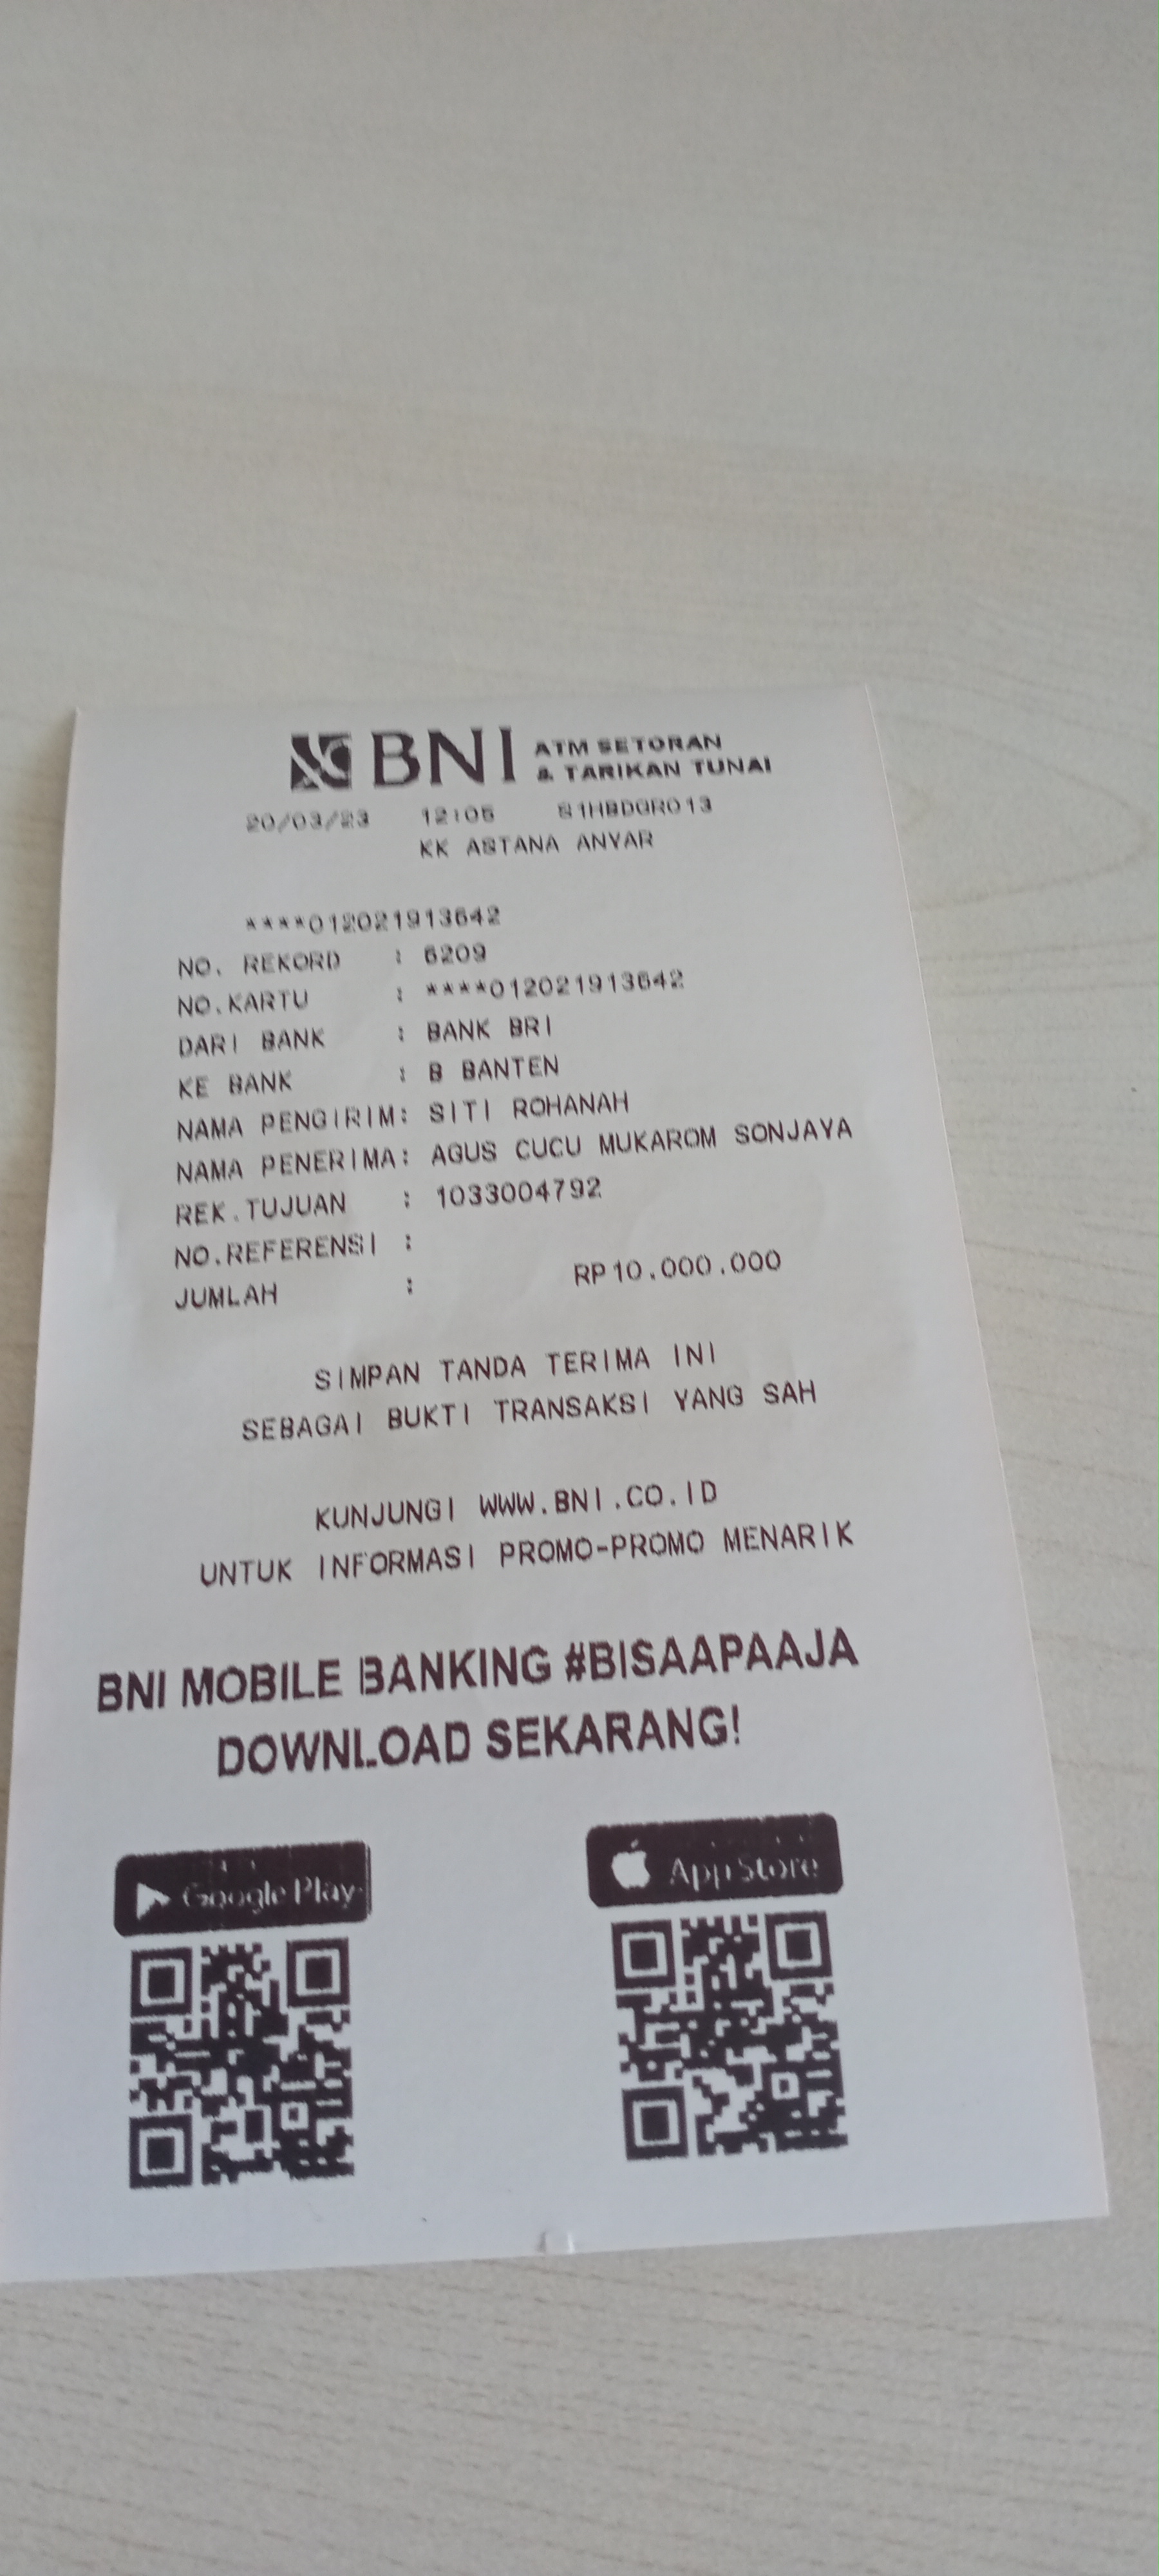 BNI ATM SETORAN & TARIKAN TUNAI
20/03/23 12:05 S1HBDGR013
KK ASTANA ANYAR
****012021913642
NO. REKORD : 6209
NO.KARTU : ****012021913642
DARI BANK : BANK BRI
KE BANK : B BANTEN
NAMA PENGIRIM: SITI ROHANAH
NAMA PENERIMA: AGUS CUCU MUKAROM SONJAYA
REK.TUJUAN : 1033004792
NO.REFERENSI :
JUMLAH : RP10.000.000
SIMPAN TANDA TERIMA INI
SEBAGAI BUKTI TRANSAKSI YANG SAH
KUNJUNGI WWW.BNI.CO.ID
UNTUK INFORMASI PROMO-PROMO MENARIK
BNI MOBILE BANKING #BISAAPAAJA
DOWNLOAD SEKARANG!
Google Play
App Store